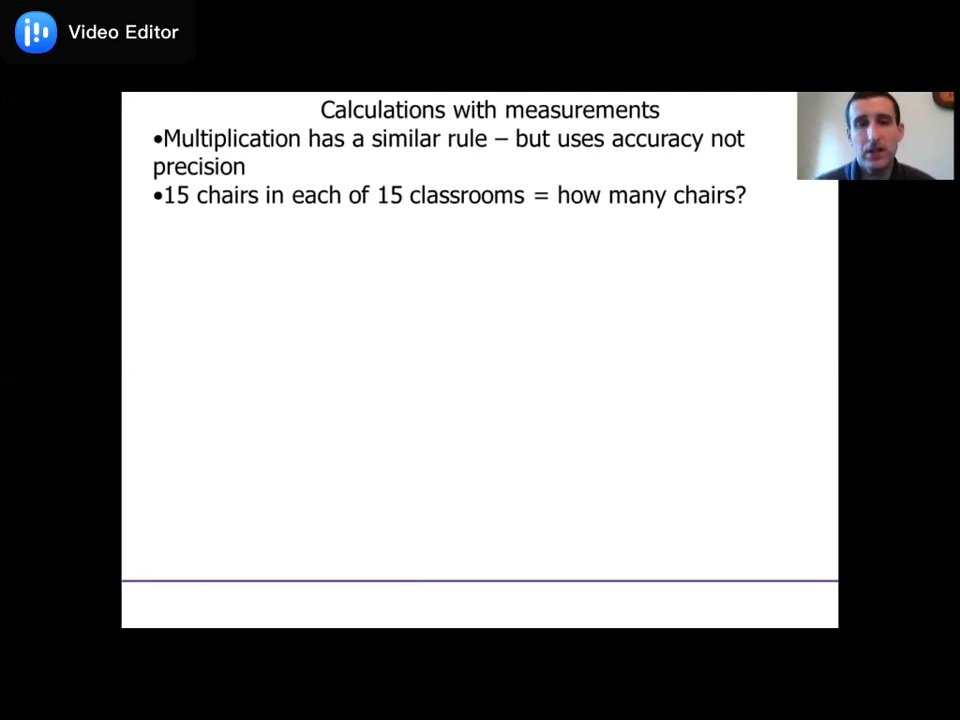 Video Editor
Calculations with measurements
•Multiplication has a similar rule – but uses accuracy not
precision
•15 chairs in each of 15 classrooms = how many chairs?